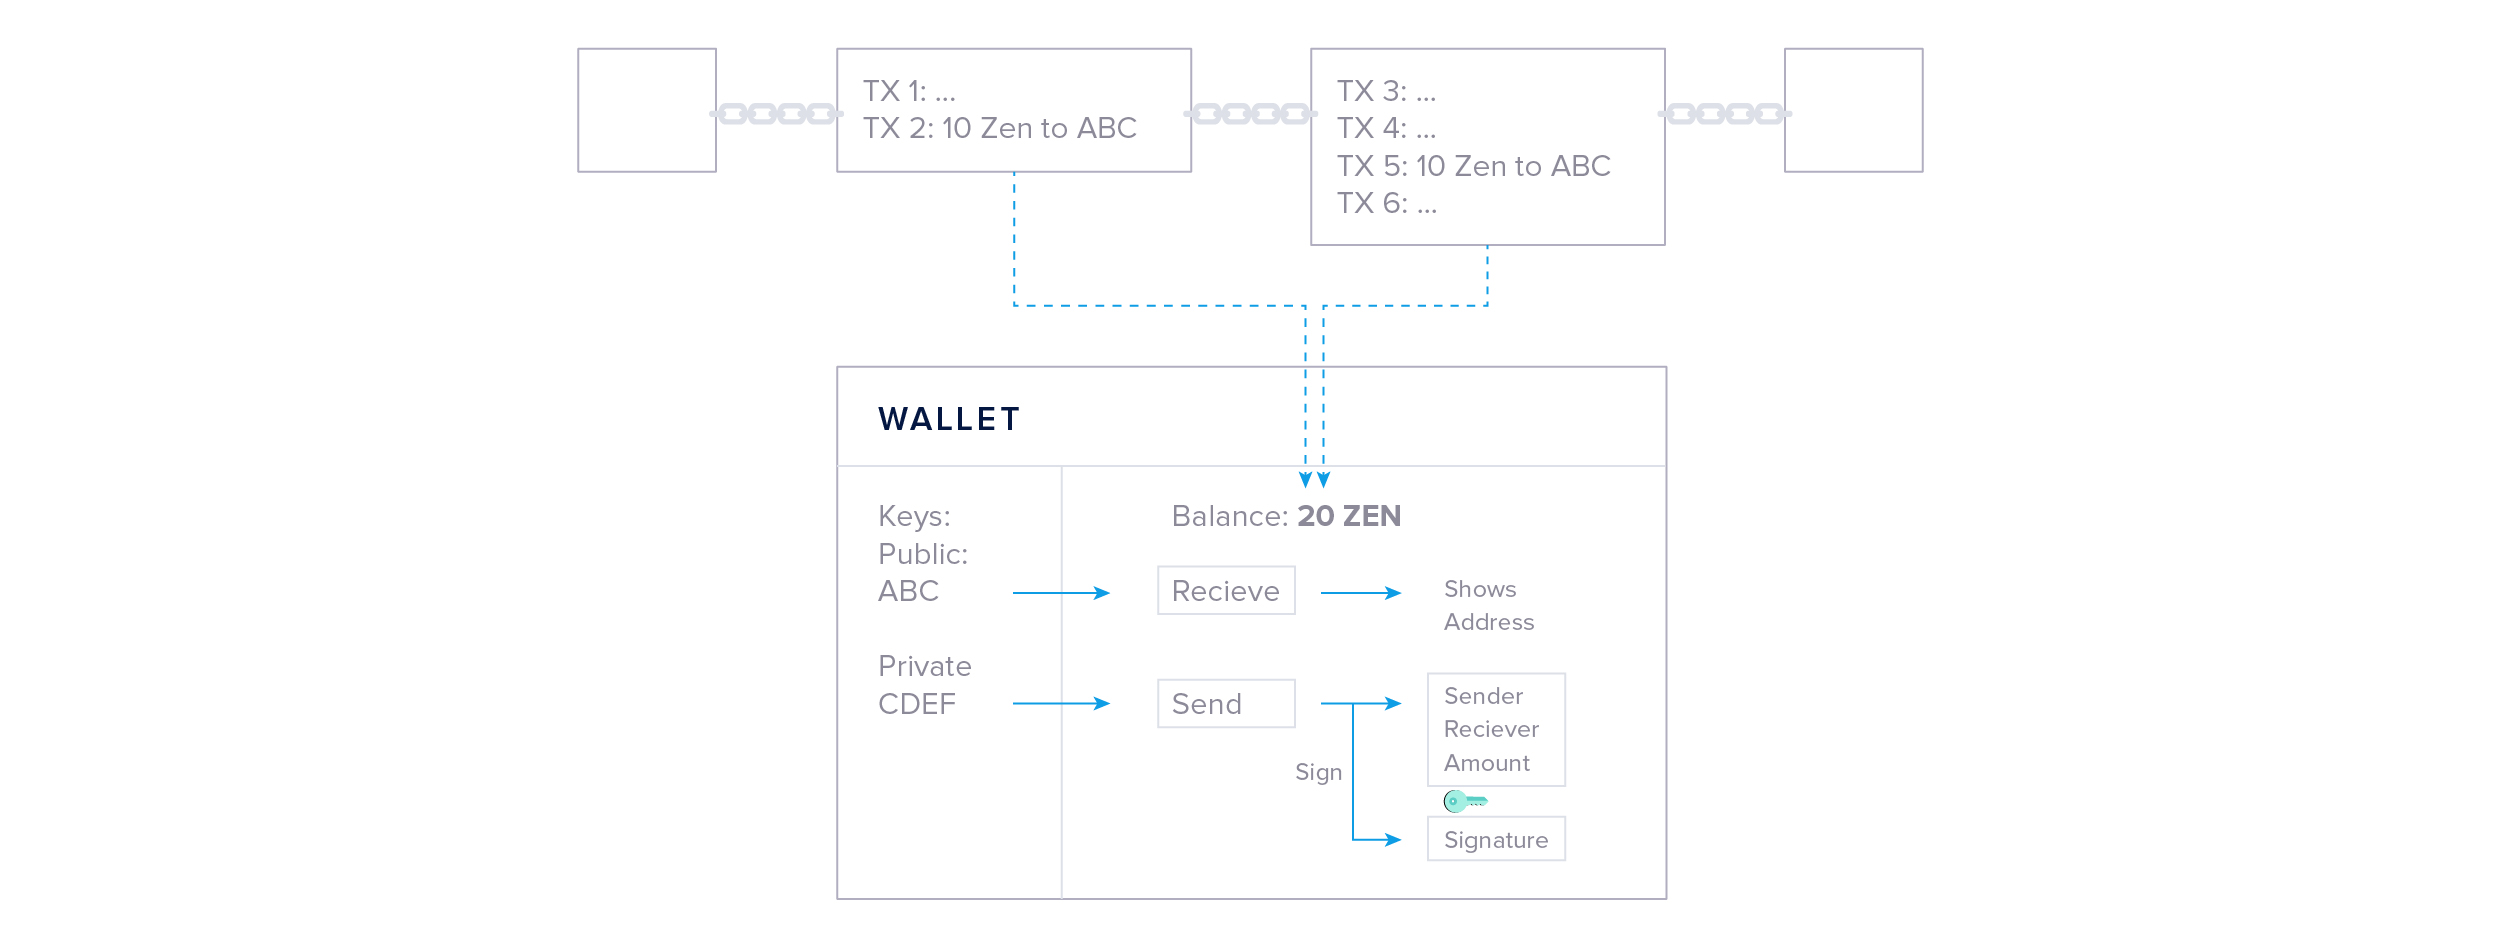 TX 1: ...
TX 2: 10 Zen to ABC
TX 3: ...
TX 4: ...
TX 5: 10 Zen to ABC
TX 6: ...
WALLET
Keys:
Public:
ABC
Private
CDEF
Balance: 20 ZEN
Recieve
Shows
Address
Send
Sign
Sender
Reciever
Amount
Signature